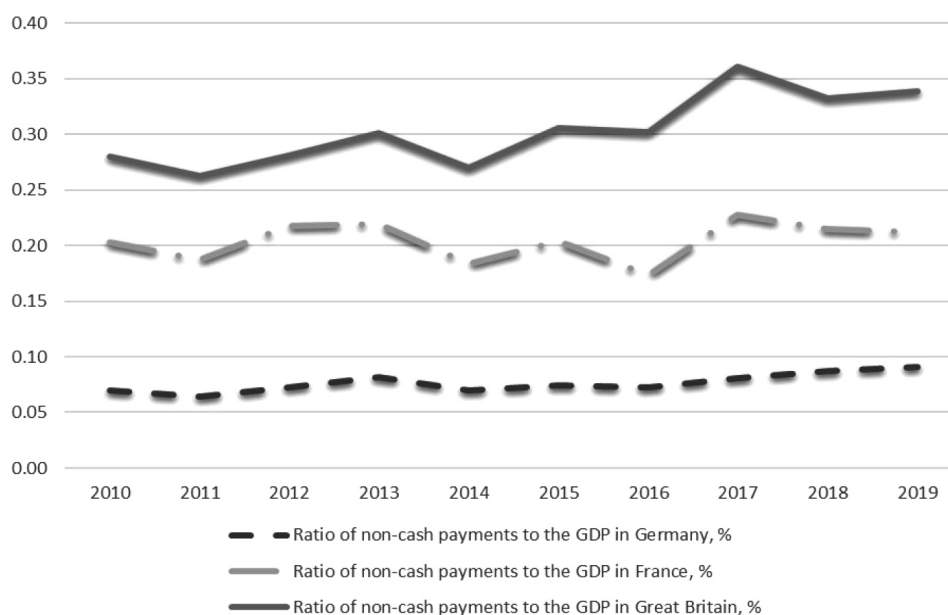 0.40
0.35
0.30
0.25
0.20
0.15
0.10
0.05
0.00
2010 2011 2012 2013 2014 2015 2016 2017 2018 2019
Ratio of non-cash payments to the GDP in Germany, %
Ratio of non-cash payments to the GDP in France, %
Ratio of non-cash payments to the GDP in Great Britain, %